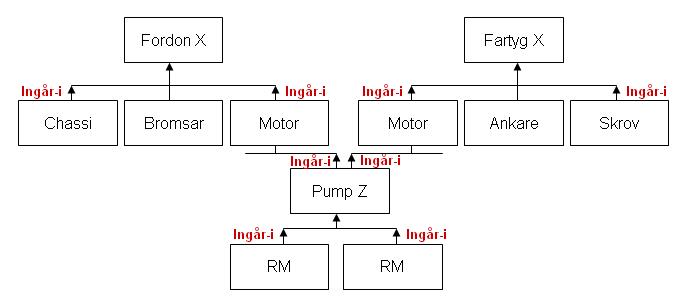 Fordon X
Fartyg X
Ingår-i
Ingår-i
Ingår-i
Ingår-i
Chassi
Bromsar
Motor
Motor
Ankare
Skrov
Ingår-i
Ingår-i
Pump Z
Ingår-i
Ingår-i
RM
RM